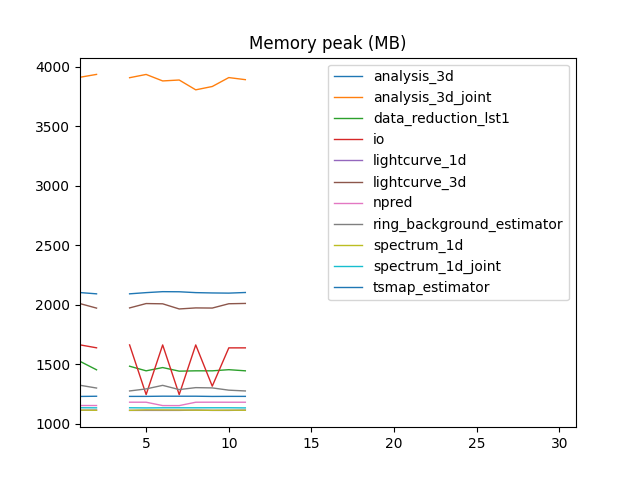 Memory peak (MB)
4000
3500
3000
2500
2000
1500
1000
5
10
15
20
25
30
analysis_3d
analysis_3d_joint
data_reduction_lst1
io
lightcurve_1d
lightcurve_3d
npred
ring_background_estimator
spectrum_1d
spectrum_1d_joint
tsmap_estimator